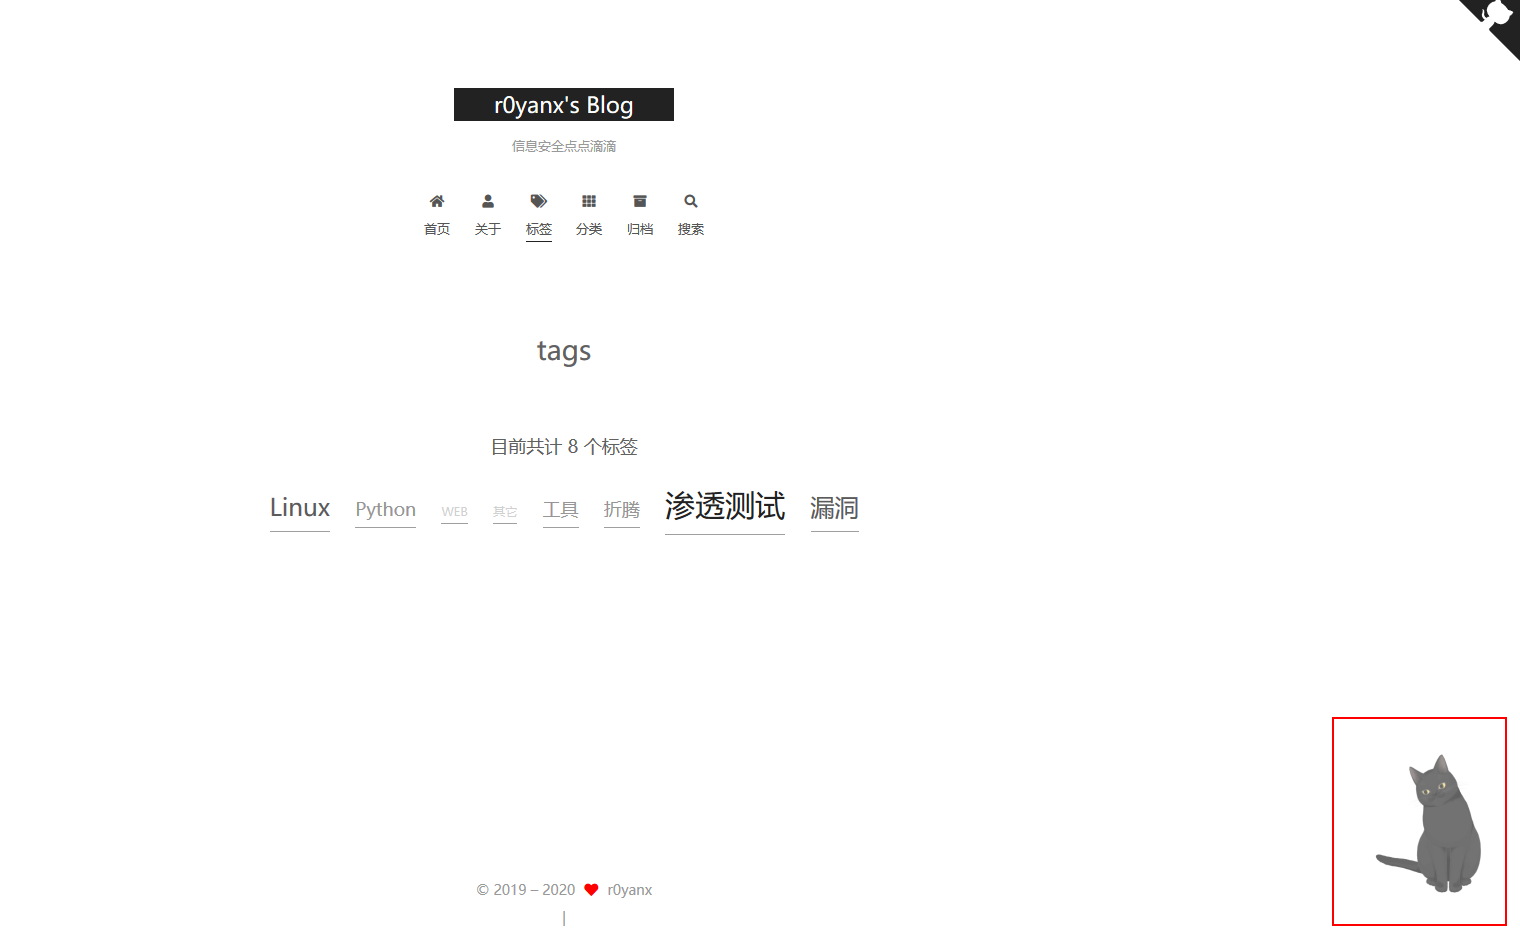 r0yanx's Blog
信息安全点点滴滴
首页 关于 标签 分类 归档 搜索
tags
目前共计 8 个标签
Linux Python WEB 其它 工具 折腾 渗透测试 漏洞
© 2019 – 2020 r0yanx
|